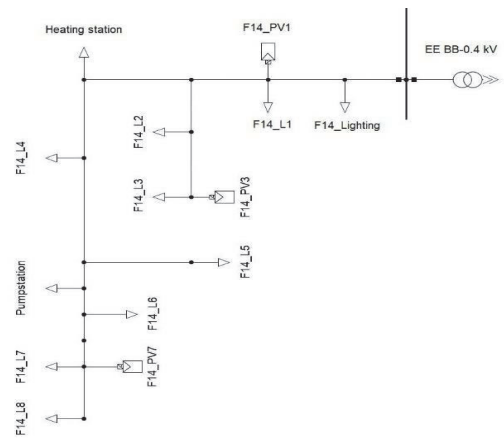 F14_PV1
Heating station
EE BB-0.4 kV
F14_L1
F14_Lighting
F14_L2
F14_L4
F14_L3
F14_PV3
F14_L5
Pumpstation
F14_L6
F14_L7
F14_PV7
F14_L8